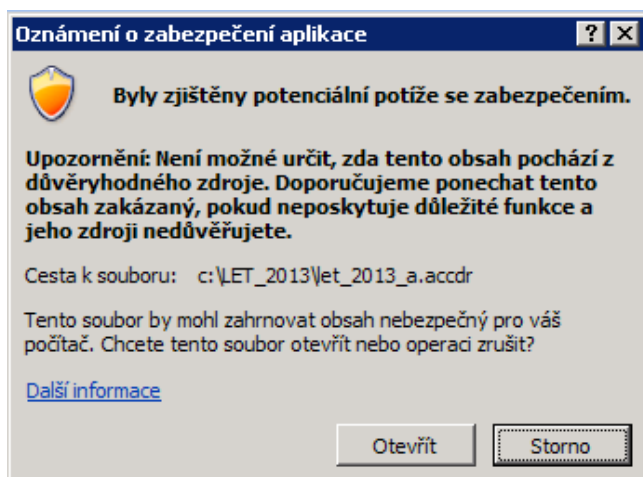 Oznámení o zabezpečení aplikace
Byly zjištěny potenciální potíže se zabezpečením.
Upozornění: Není možné určit, zda tento obsah pochází z
důvěryhodného zdroje. Doporučujeme ponechat tento
obsah zakázaný, pokud neposkytuje důležité funkce a
jeho zdroji nedůvěřujete.
Cesta k souboru: c:\LET_2013\let_2013_a.accdr
Tento soubor by mohl zahrnovat obsah nebezpečný pro váš
počítač. Chcete tento soubor otevřít nebo operaci zrušit?
Další informace
Otevřít Storno